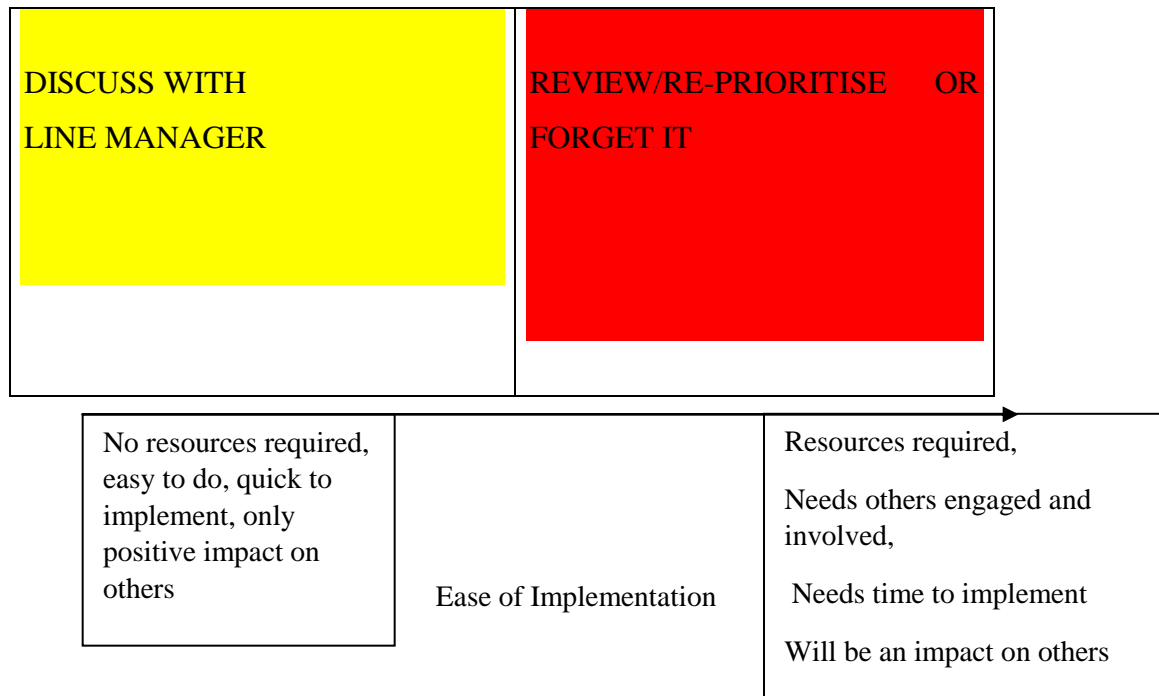 DISCUSS WITH
LINE MANAGER
REVIEW/RE-PRIORITISE OR
FORGET IT
No resources required,
easy to do, quick to
implement, only
positive impact on
others
Ease of Implementation
Resources required,
Needs others engaged and
involved,
Needs time to implement
Will be an impact on others